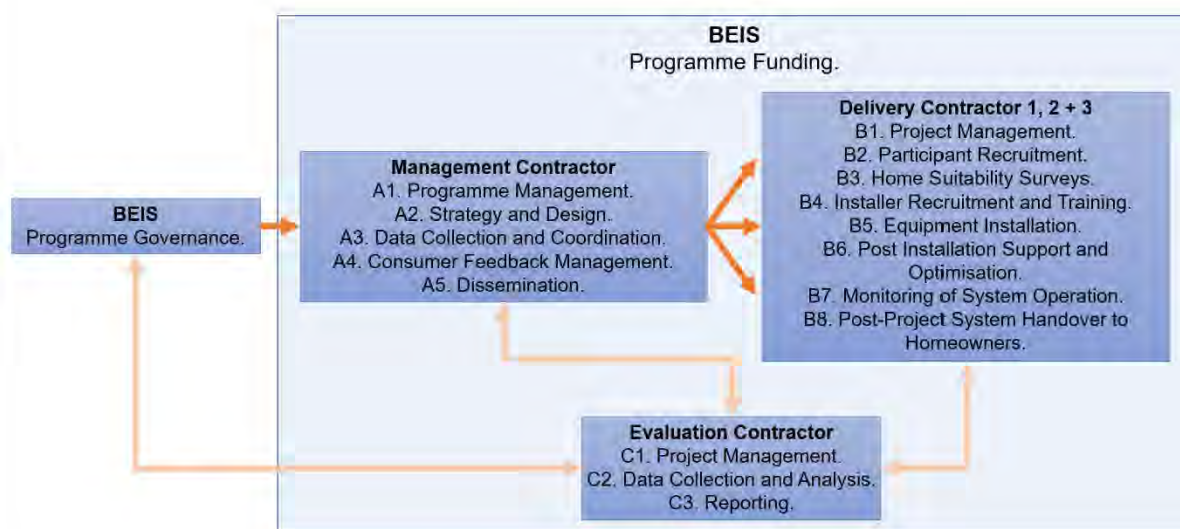 BEIS
Programme Funding.
BEIS
Programme Governance.
Management Contractor
A1. Programme Management.
A2. Strategy and Design.
A3. Data Collection and Coordination.
A4. Consumer Feedback Management.
A5. Dissemination.
Delivery Contractor 1, 2 + 3
B1. Project Management.
B2. Participant Recruitment.
B3. Home Suitability Surveys.
B4. Installer Recruitment and Training.
B5. Equipment Installation.
B6. Post Installation Support and
Optimisation.
B7. Monitoring of System Operation.
B8. Post-Project System Handover to
Homeowners.
Evaluation Contractor
C1. Project Management.
C2. Data Collection and Analysis.
C3. Reporting.